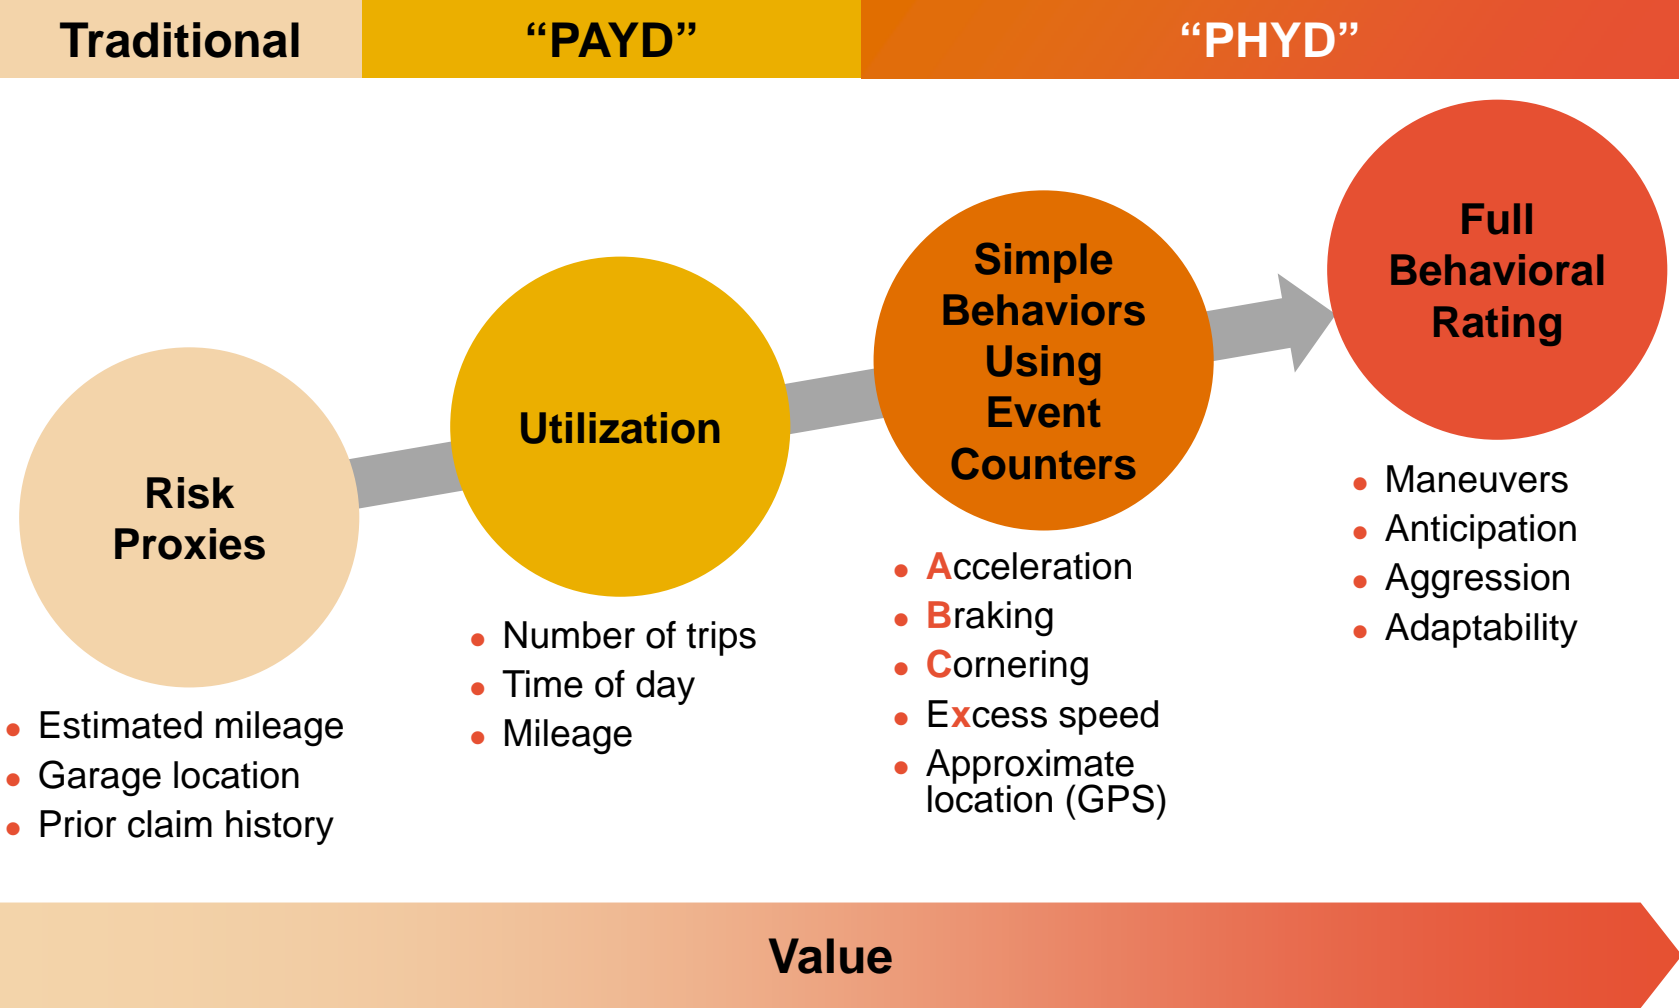 Traditional
“PAYD”
“PHYD”
Risk
Proxies
• Estimated mileage
• Garage location
• Prior claim history
Utilization
• Number of trips
• Time of day
• Mileage
Simple
Behaviors
Using
Event
Counters
• Acceleration
• Braking
• Cornering
• Excess speed
• Approximate
location (GPS)
Full
Behavioral
Rating
• Maneuvers
• Anticipation
• Aggression
• Adaptability
Value